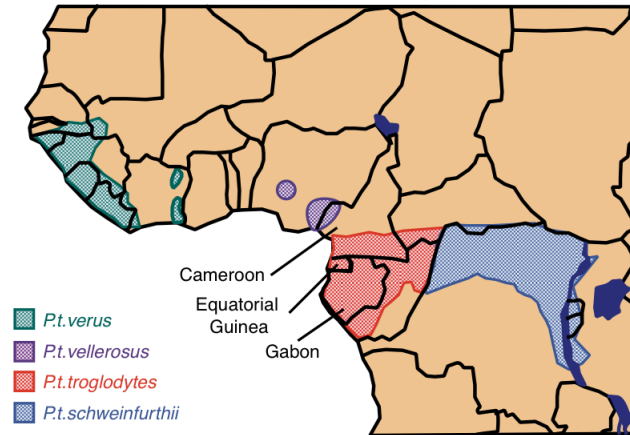 Cameroon
Equatorial
Guinea
Gabon
P.t.verus
P.t.vellerosus
P.t.troglodytes
P.t.schweinfurthii